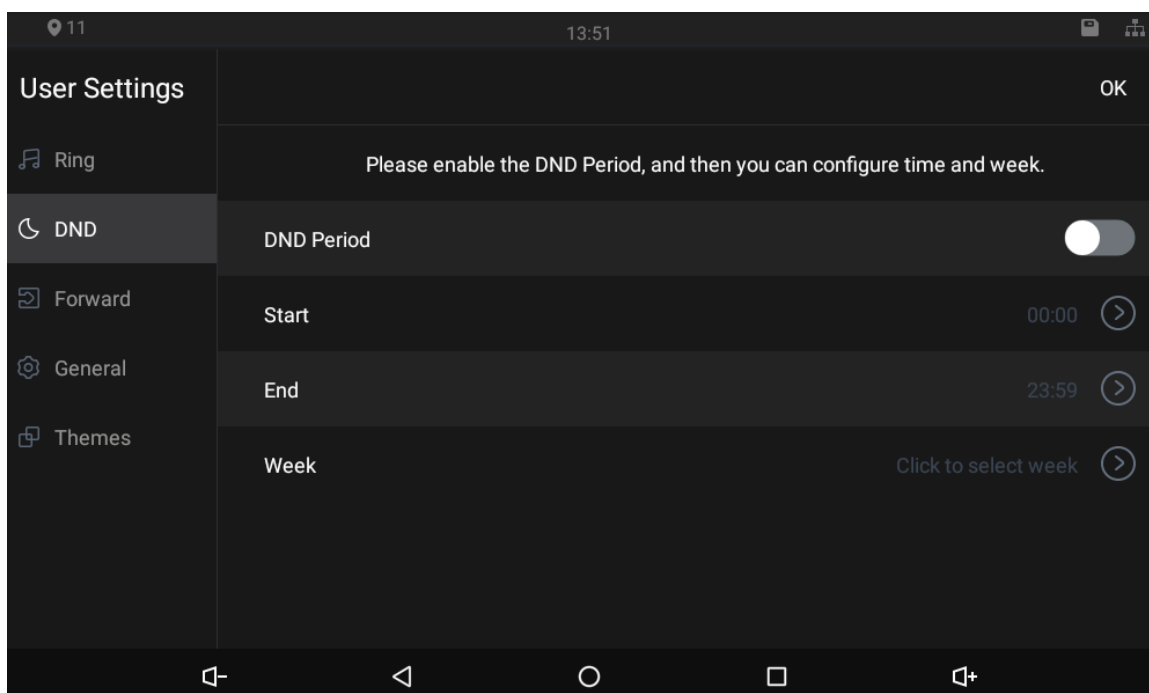 11
13:51
User Settings
OK
Ring
Please enable the DND Period, and then you can configure time and week.
DND
DND Period
Forward
Start 00:00
General
End 23:59
Themes
Week Click to select week